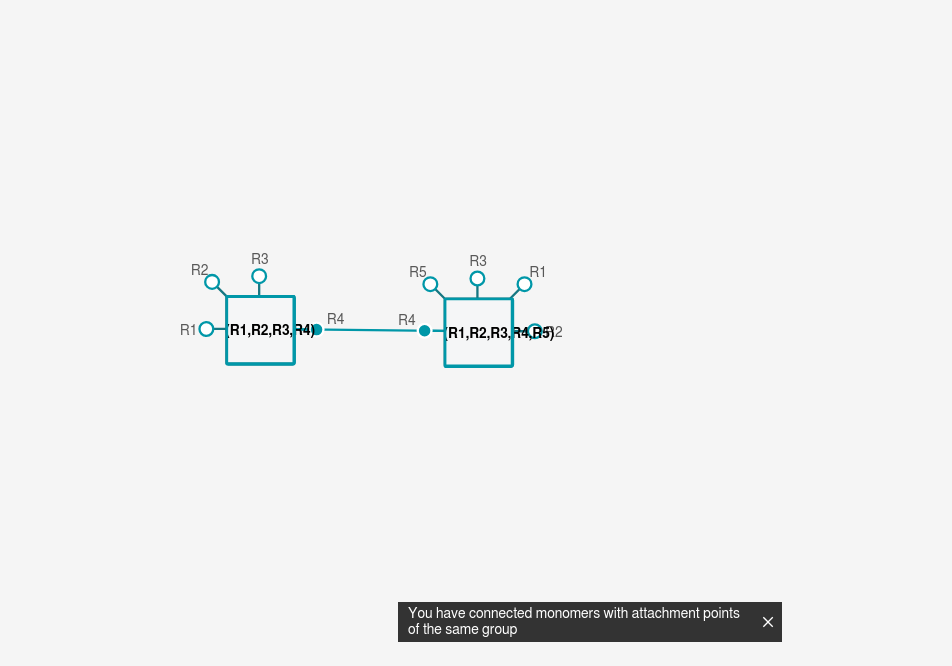 R2
R3
R1
(R1,R2,R3,R4)
R4
R5
R3
R1
R4
(R1,R2,R3,R4,R5)
R2
You have connected monomers with attachment points
of the same group